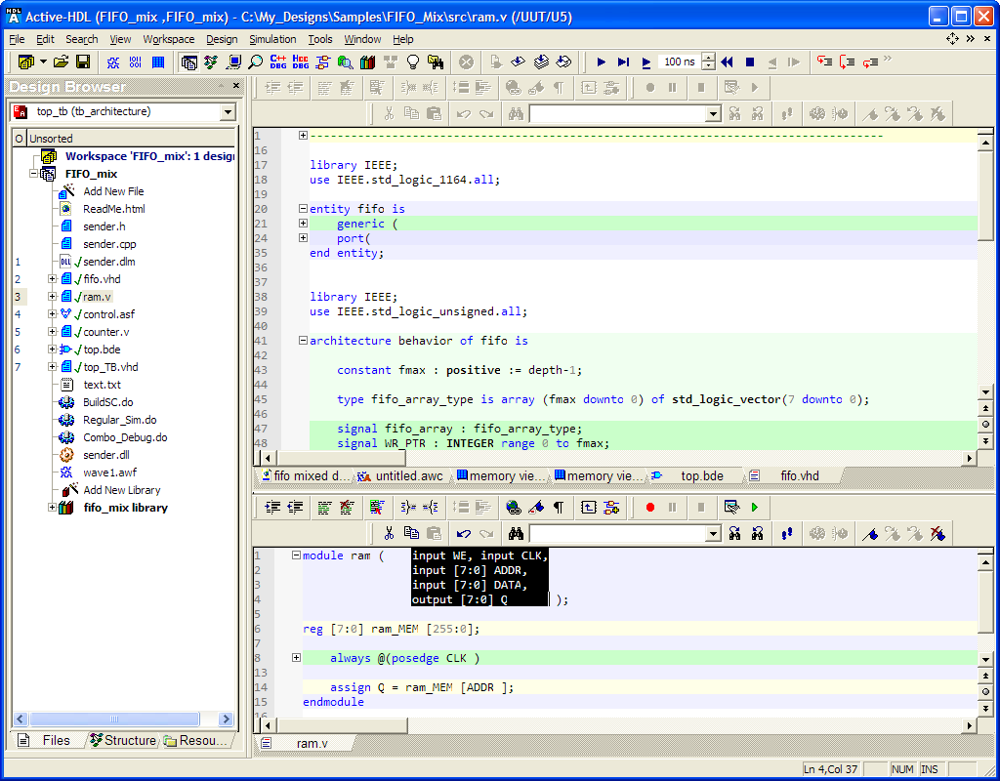 Active-HDL (FIFO_mix ,FIFO_mix) - C:\My_Designs\Samples\FIFO_Mix\src\ram.v (/UUT/U5)
File Edit Search View Workspace Design Simulation Tools Window Help
100 ns
Design Browser
top_tb (tb_architecture)
O Unsorted
Workspace 'FIFO_mix': 1 desig
FIFO_mix
Add New File
ReadMe.html
sender.h
sender.cpp
1 sender.dlm
2 fifo.vhd
3 ram.v
4 control.asf
5 counter.v
6 top.bde
7 top_TB.vhd
text.txt
BuildSC.do
Regular_Sim.do
Combo_Debug.do
sender.dll
wave1.awf
Add New Library
fifo_mix library
Files Structure Resou...
1 --------------------------------------------------------------------------------
16
17 library IEEE;
18 use IEEE.std_logic_1164.all;
19
20 entity fifo is
21 generic (
24 port(
35 end entity;
36
37
38 library IEEE;
39 use IEEE.std_logic_unsigned.all;
40
41 architecture behavior of fifo is
42
43 constant fmax : positive := depth-1;
44
45 type fifo_array_type is array (fmax downto 0) of std_logic_vector(7 downto 0);
46
47 signal fifo_array : fifo_array_type;
48 signal WR_PTR : INTEGER range 0 to fmax;
fifo mixed d... untitled.awc memory vie... memory vie... top.bde fifo.vhd
1 module ram ( input WE, input CLK,
2 input [7:0] ADDR,
3 input [7:0] DATA,
4 output [7:0] Q );
5
6 reg [7:0] ram_MEM [255:0];
7
8 always @(posedge CLK )
13
14 assign Q = ram_MEM [ADDR ];
15 endmodule
16
ram.v
Ln 4,Col 37 NUM INS